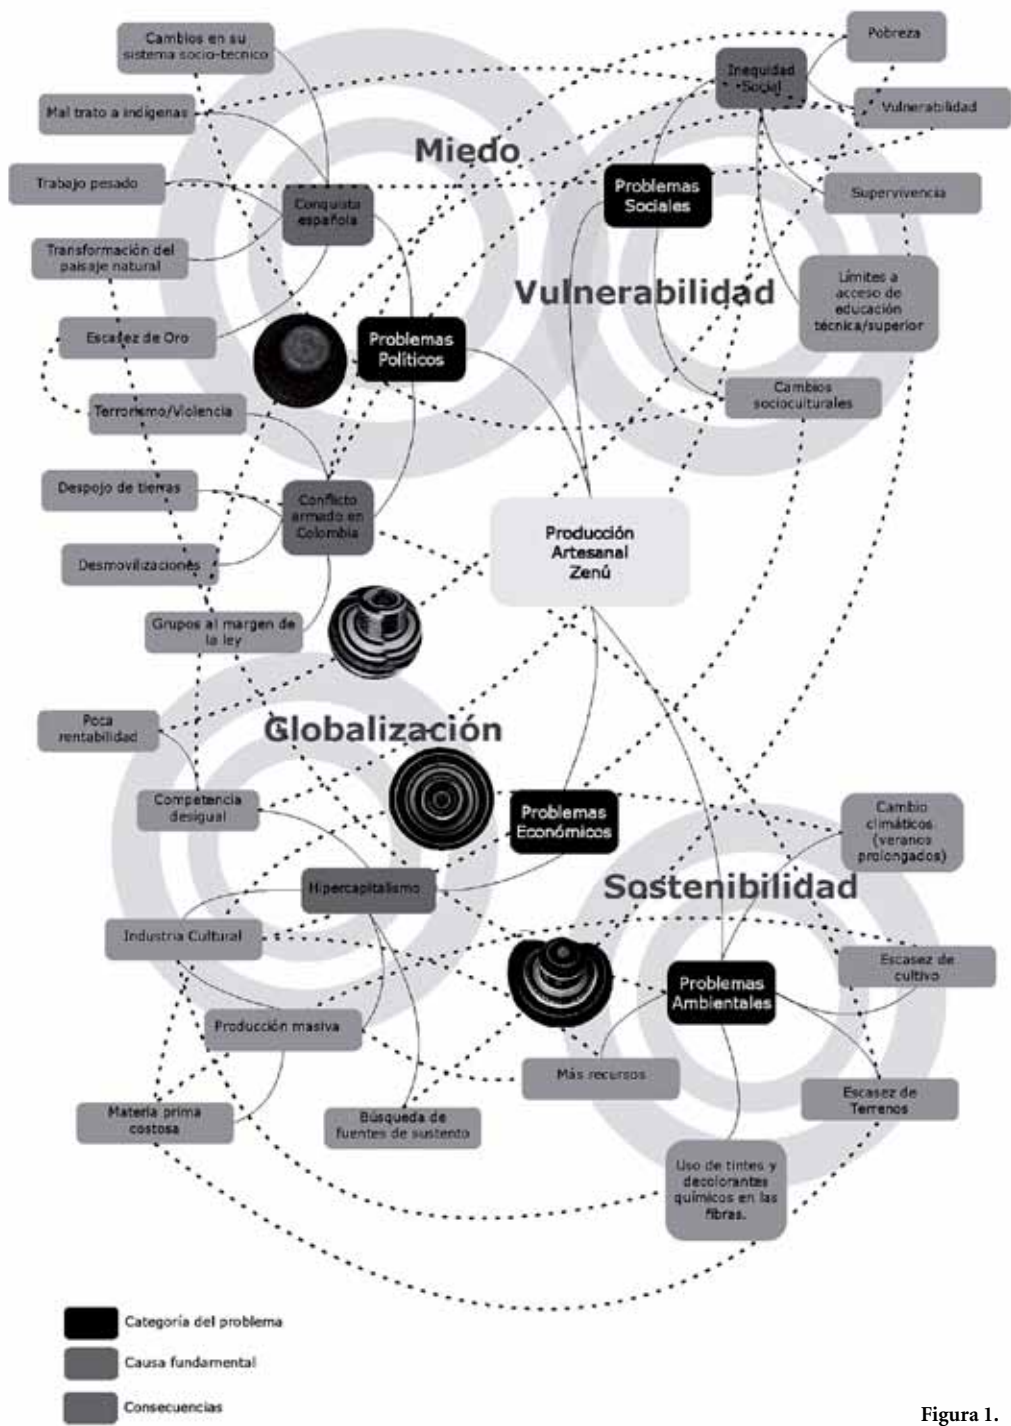 Cambios en su
sistema socio-tecnico
Mal trato a indígenas
Trabajo pesado
Transformación del
paisaje natural
Escasez de Oro
Conquista
española
Miedo
Problemas
Políticos
Terrorismo/Violencia
Despojo de tierras
Desmovilizaciones
Grupos al margen de
la ley
Conflicto
armado en
Colombia
Inequidad
Social
Pobreza
Vulnerabilidad
Supervivencia
Límites a
acceso de
educación
técnica/superior
Problemas
Sociales
Vulnerabilidad
Cambios
socioculturales
Producción
Artesanal
Zenú
Poca
rentabilidad
Globalización
Competencia
desigual
Problemas
Económicos
Hipercapitalismo
Industria Cultural
Producción masiva
Materia prima
costosa
Búsqueda de
fuentes de sustento
Cambio
climáticos
(veranos
prolongados)
Sostenibilidad
Escasez de
cultivo
Problemas
Ambientales
Más recursos
Escasez de
Terrenos
Uso de tintes y
decolorantes
químicos en las
fibras.
Categoría del problema
Causa fundamental
Consecuencias
Figura 1.